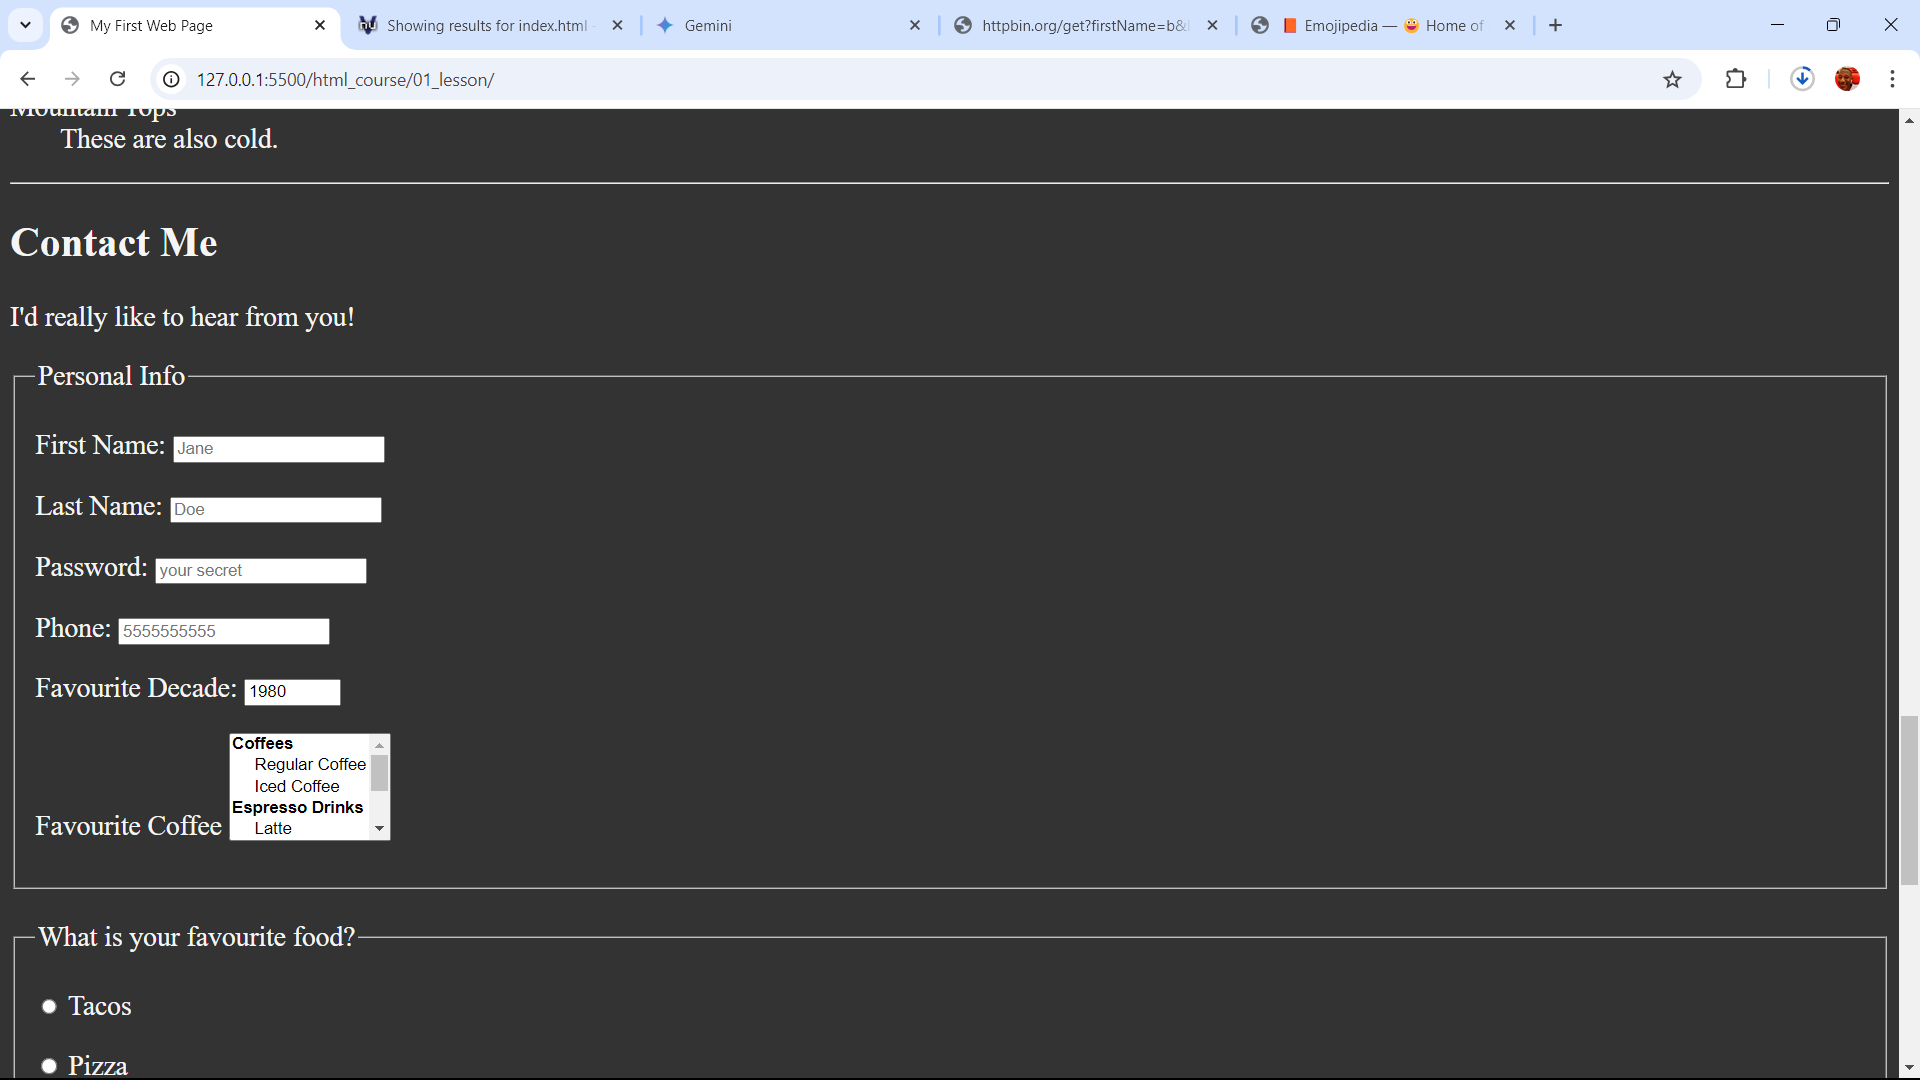 My First Web Page
Showing results for index.html -
Gemini
httpbin.org/get?firstName=b&l
Emojipedia — 😃 Home of
127.0.0.1:5500/html_course/01_lesson/
Mountain Tops
These are also cold.
Contact Me
I'd really like to hear from you!
Personal Info
First Name: Jane
Last Name: Doe
Password: your secret
Phone: 5555555555
Favourite Decade: 1980
Coffees
Regular Coffee
Iced Coffee
Espresso Drinks
Latte
Favourite Coffee
What is your favourite food?
Tacos
Pizza